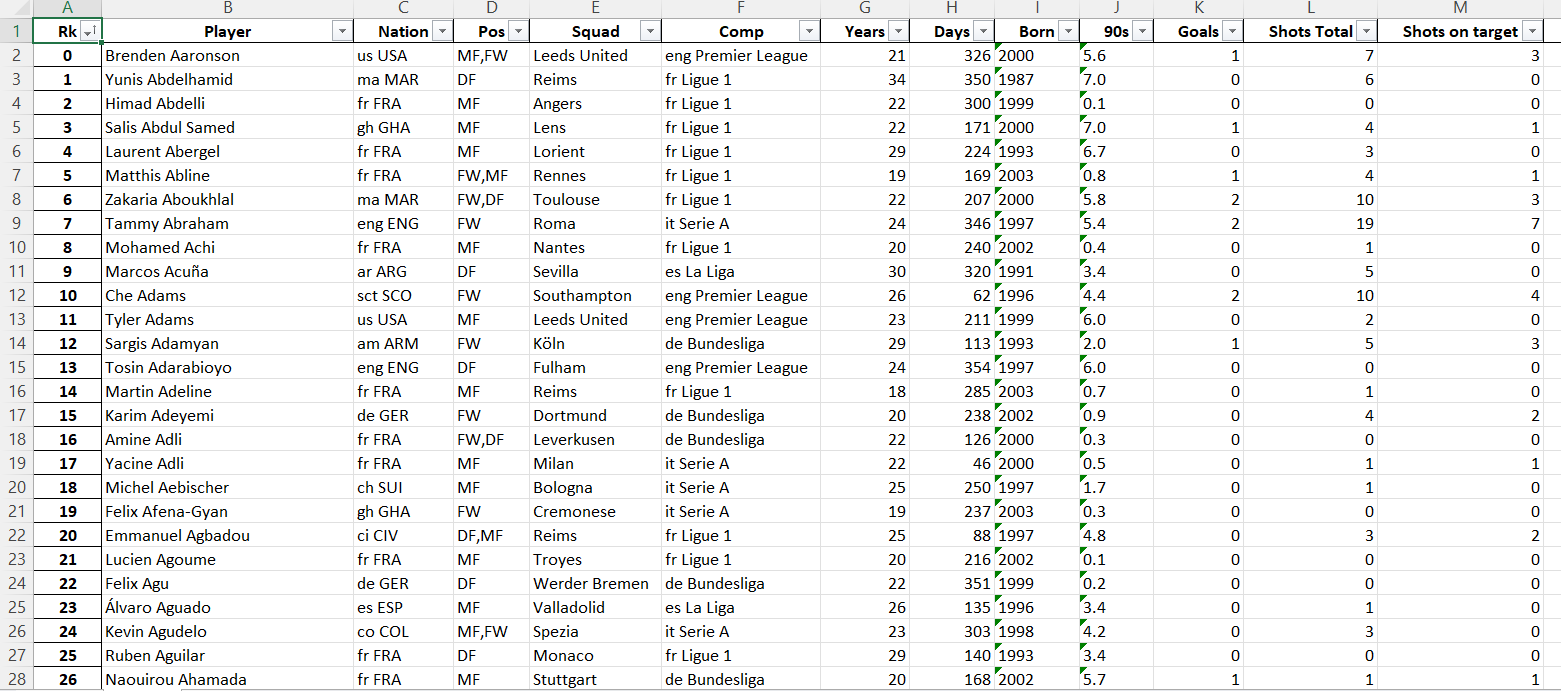 A B C D E F G H I J K L M
1 Rk Player Nation Pos Squad Comp Years Days Born 90s Goals Shots Total Shots on target
2 0 Brenden Aaronson us USA MF,FW Leeds United eng Premier League 21 326 2000 5.6 1 7 3
3 1 Yunis Abdelhamid ma MAR DF Reims fr Ligue 1 34 350 1987 7.0 0 6 0
4 2 Himad Abdelli fr FRA MF Angers fr Ligue 1 22 300 1999 0.1 0 0 0
5 3 Salis Abdul Samed gh GHA MF Lens fr Ligue 1 22 171 2000 7.0 1 4 1
6 4 Laurent Abergel fr FRA MF Lorient fr Ligue 1 29 224 1993 6.7 0 3 0
7 5 Matthis Abline fr FRA FW,MF Rennes fr Ligue 1 19 169 2003 0.8 1 4 1
8 6 Zakaria Aboukhlal ma MAR FW,DF Toulouse fr Ligue 1 22 207 2000 5.8 2 10 3
9 7 Tammy Abraham eng ENG FW Roma it Serie A 24 346 1997 5.4 2 19 7
10 8 Mohamed Achi fr FRA MF Nantes fr Ligue 1 20 240 2002 0.4 0 1 0
11 9 Marcos Acuña ar ARG DF Sevilla es La Liga 30 320 1991 3.4 0 5 0
12 10 Che Adams sct SCO FW Southampton eng Premier League 26 62 1996 4.4 2 10 4
13 11 Tyler Adams us USA MF Leeds United eng Premier League 23 211 1999 6.0 0 2 0
14 12 Sargis Adamyan am ARM FW Köln de Bundesliga 29 113 1993 2.0 1 5 3
15 13 Tosin Adarabioyo eng ENG DF Fulham eng Premier League 24 354 1997 6.0 0 0 0
16 14 Martin Adeline fr FRA MF Reims fr Ligue 1 18 285 2003 0.7 0 1 0
17 15 Karim Adeyemi de GER FW Dortmund de Bundesliga 20 238 2002 0.9 0 4 2
18 16 Amine Adli fr FRA FW,DF Leverkusen de Bundesliga 22 126 2000 0.3 0 0 0
19 17 Yacine Adli fr FRA MF Milan it Serie A 22 46 2000 0.5 0 1 1
20 18 Michel Aebischer ch SUI MF Bologna it Serie A 25 250 1997 1.7 0 1 0
21 19 Felix Afena-Gyan gh GHA FW Cremonese it Serie A 19 237 2003 0.3 0 0 0
22 20 Emmanuel Agbadou ci CIV DF,MF Reims fr Ligue 1 25 88 1997 4.8 0 3 2
23 21 Lucien Agoume fr FRA MF Troyes fr Ligue 1 20 216 2002 0.1 0 0 0
24 22 Felix Agu de GER DF Werder Bremen de Bundesliga 22 351 1999 0.2 0 0 0
25 23 Álvaro Aguado es ESP MF Valladolid es La Liga 26 135 1996 3.4 0 1 0
26 24 Kevin Agudelo co COL MF,FW Spezia it Serie A 23 303 1998 4.2 0 3 0
27 25 Ruben Aguilar fr FRA DF Monaco fr Ligue 1 29 140 1993 3.4 0 0 0
28 26 Naouirou Ahamada fr FRA MF Stuttgart de Bundesliga 20 168 2002 5.7 1 1 1